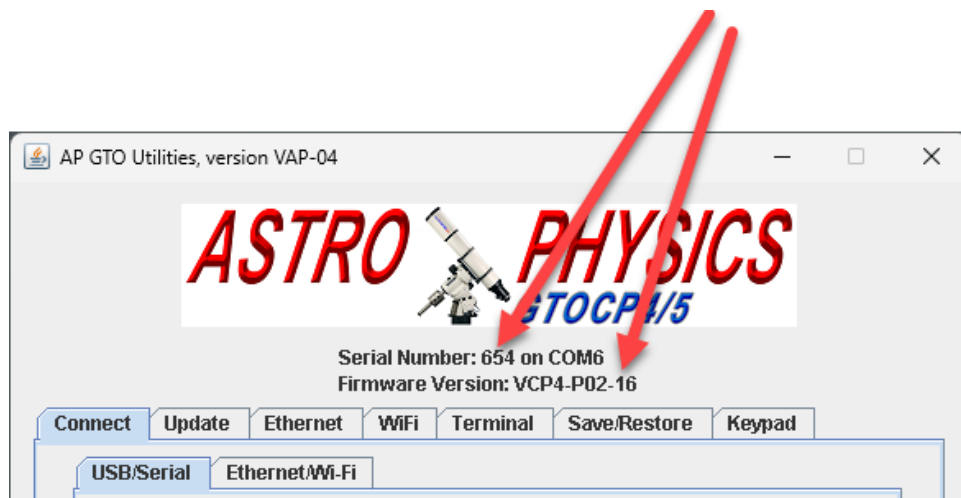 AP GTO Utilities, version VAP-04
ASTRO PHYSICS
GTOCP4/5
Serial Number: 654 on COM6
Firmware Version: VCP4-P02-16
Connect Update Ethernet WiFi Terminal Save/Restore Keypad
USB/Serial Ethernet/Wi-Fi